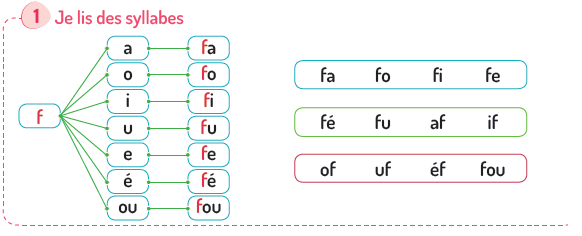 1 Je lis des syllabes
f
a fa
o fo
i fi
u fu
e fe
é fé
ou fou
fa fo fi fe
fé fu af if
of uf éf fou